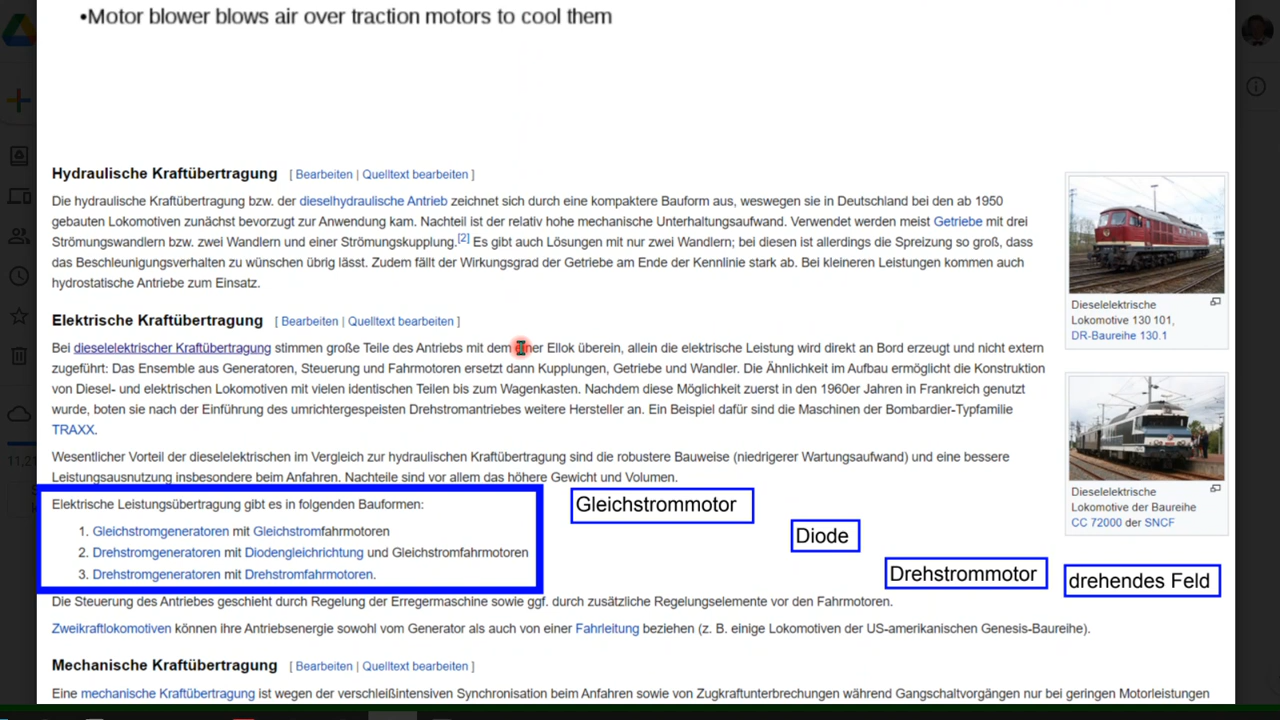 •Motor blower blows air over traction motors to cool them
Hydraulische Kraftübertragung [ Bearbeiten | Quelltext bearbeiten ]
Die hydraulische Kraftübertragung bzw. der dieselhydraulische Antrieb zeichnet sich durch eine kompaktere Bauform aus, weswegen sie in Deutschland bei den ab 1950
gebauten Lokomotiven zunächst bevorzugt zur Anwendung kam. Nachteil ist der relativ hohe mechanische Unterhaltungsaufwand. Verwendet werden meist Getriebe mit drei
Strömungswandlern bzw. zwei Wandlern und einer Strömungskupplung.[2] Es gibt auch Lösungen mit nur zwei Wandlern; bei diesen ist allerdings die Spreizung so groß, dass
das Beschleunigungsverhalten zu wünschen übrig lässt. Zudem fällt der Wirkungsgrad der Getriebe am Ende der Kennlinie stark ab. Bei kleineren Leistungen kommen auch
hydrostatische Antriebe zum Einsatz.
Dieselelektrische
Lokomotive 130 101,
DR-Baureihe 130.1
Elektrische Kraftübertragung [ Bearbeiten | Quelltext bearbeiten ]
Bei dieselelektrischer Kraftübertragung stimmen große Teile des Antriebs mit dem einer Ellok überein, allein die elektrische Leistung wird direkt an Bord erzeugt und nicht extern
zugeführt: Das Ensemble aus Generatoren, Steuerung und Fahrmotoren ersetzt dann Kupplungen, Getriebe und Wandler. Die Ähnlichkeit im Aufbau ermöglicht die Konstruktion
von Diesel- und elektrischen Lokomotiven mit vielen identischen Teilen bis zum Wagenkasten. Nachdem diese Möglichkeit zuerst in den 1960er Jahren in Frankreich genutzt
wurde, boten sie nach der Einführung des umrichtergespeisten Drehstromantriebes weitere Hersteller an. Ein Beispiel dafür sind die Maschinen der Bombardier-Typfamilie
TRAXX.
Wesentlicher Vorteil der dieselelektrischen im Vergleich zur hydraulischen Kraftübertragung sind die robustere Bauweise (niedrigerer Wartungsaufwand) und eine bessere
Leistungsausnutzung insbesondere beim Anfahren. Nachteile sind vor allem das höhere Gewicht und Volumen.
Dieselelektrische
Lokomotive der Baureihe
CC 72000 der SNCF
Elektrische Leistungsübertragung gibt es in folgenden Bauformen:
1. Gleichstromgeneratoren mit Gleichstromfahrmotoren
2. Drehstromgeneratoren mit Diodengleichrichtung und Gleichstromfahrmotoren
3. Drehstromgeneratoren mit Drehstromfahrmotoren.
Gleichstrommotor
Diode
Drehstrommotor
drehendes Feld
Die Steuerung des Antriebes geschieht durch Regelung der Erregermaschine sowie ggf. durch zusätzliche Regelungselemente vor den Fahrmotoren.
Zweikraftlokomotiven können ihre Antriebsenergie sowohl vom Generator als auch von einer Fahrleitung beziehen (z. B. einige Lokomotiven der US-amerikanischen Genesis-Baureihe).
Mechanische Kraftübertragung [ Bearbeiten | Quelltext bearbeiten ]
Eine mechanische Kraftübertragung ist wegen der verschleißintensiven Synchronisation beim Anfahren sowie von Zugkraftunterbrechungen während Gangschaltvorgängen nur bei geringen Motorleistungen